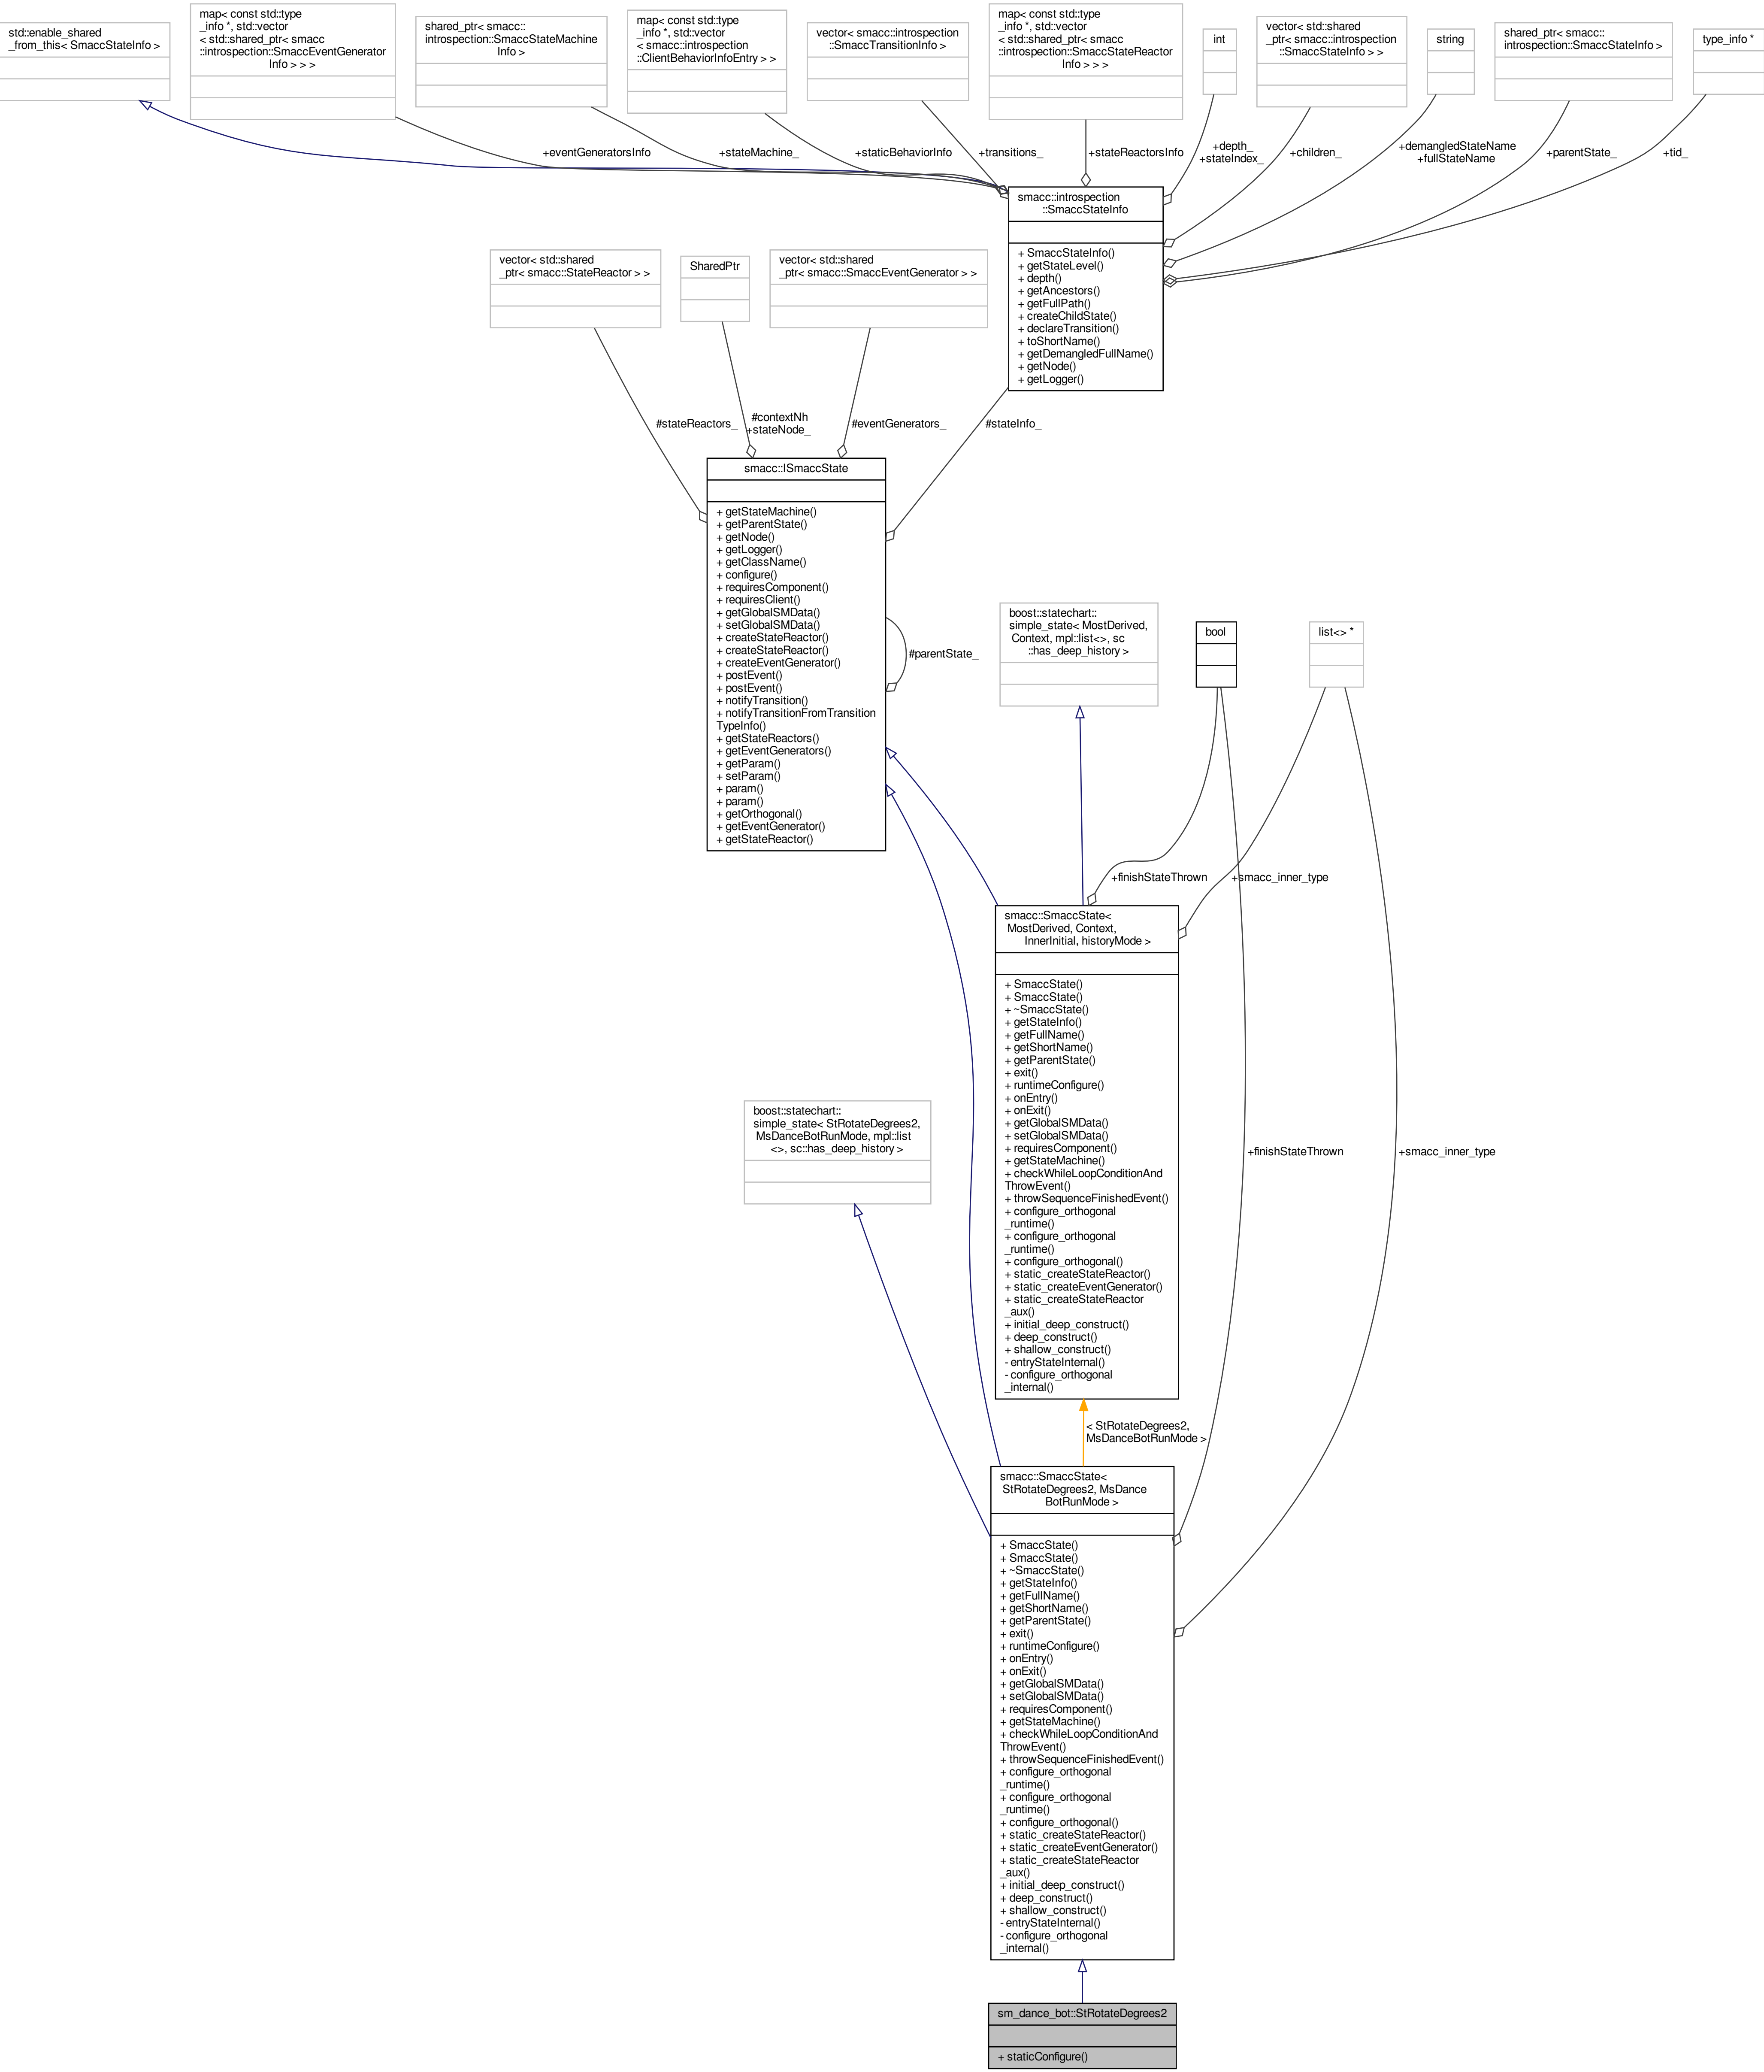 std::enable_shared
_from_this< SmaccStateInfo >
map< const std::type
_info *, std::vector
< std::shared_ptr< smacc
::introspection::SmaccEventGenerator
Info > > >
shared_ptr< smacc::
introspection::SmaccStateMachine
Info >
map< const std::type
_info *, std::vector
< smacc::introspection
::ClientBehaviorInfoEntry > >
vector< smacc::introspection
::SmaccTransitionInfo >
map< const std::type
_info *, std::vector
< std::shared_ptr< smacc
::introspection::SmaccStateReactor
Info > > >
int
vector< std::shared
_ptr< smacc::introspection
::SmaccStateInfo > >
string
shared_ptr< smacc::
introspection::SmaccStateInfo >
type_info *
+eventGeneratorsInfo
+stateMachine_
+staticBehaviorInfo
+transitions_
+stateReactorsInfo
+depth_
+stateIndex_
+children_
+demangledStateName
+fullStateName
+parentState_
+tid_
smacc::introspection
::SmaccStateInfo
+ SmaccStateInfo()
+ getStateLevel()
+ depth()
+ getAncestors()
+ getFullPath()
+ createChildState()
+ declareTransition()
+ toShortName()
+ getDemangledFullName()
+ getNode()
+ getLogger()
vector< std::shared
_ptr< smacc::StateReactor > >
SharedPtr
vector< std::shared
_ptr< smacc::SmaccEventGenerator > >
#stateReactors_
#contextNh
+stateNode_
#eventGenerators_
#stateInfo_
smacc::ISmaccState
+ getStateMachine()
+ getParentState()
+ getNode()
+ getLogger()
+ getClassName()
+ configure()
+ requiresComponent()
+ requiresClient()
+ getGlobalSMData()
+ setGlobalSMData()
+ createStateReactor()
+ createStateReactor()
+ createEventGenerator()
+ postEvent()
+ postEvent()
+ notifyTransition()
+ notifyTransitionFromTransition
TypeInfo()
+ getStateReactors()
+ getEventGenerators()
+ getParam()
+ setParam()
+ param()
+ param()
+ getOrthogonal()
+ getEventGenerator()
+ getStateReactor()
#parentState_
boost::statechart::
simple_state< MostDerived,
Context, mpl::list<>, sc
::has_deep_history >
bool
list<> *
+finishStateThrown
+smacc_inner_type
smacc::SmaccState<
MostDerived, Context,
InnerInitial, historyMode >
+ SmaccState()
+ SmaccState()
+ ~SmaccState()
+ getStateInfo()
+ getFullName()
+ getShortName()
+ getParentState()
+ exit()
+ runtimeConfigure()
+ onEntry()
+ onExit()
+ getGlobalSMData()
+ setGlobalSMData()
+ requiresComponent()
+ getStateMachine()
+ checkWhileLoopConditionAnd
ThrowEvent()
+ throwSequenceFinishedEvent()
+ configure_orthogonal
_runtime()
+ configure_orthogonal
_runtime()
+ configure_orthogonal()
+ static_createStateReactor()
+ static_createEventGenerator()
+ static_createStateReactor
_aux()
+ initial_deep_construct()
+ deep_construct()
+ shallow_construct()
- entryStateInternal()
- configure_orthogonal
_internal()
boost::statechart::
simple_state< StRotateDegrees2,
MsDanceBotRunMode, mpl::list
<>, sc::has_deep_history >
+finishStateThrown
+smacc_inner_type
< StRotateDegrees2,
MsDanceBotRunMode >
smacc::SmaccState<
StRotateDegrees2, MsDance
BotRunMode >
+ SmaccState()
+ SmaccState()
+ ~SmaccState()
+ getStateInfo()
+ getFullName()
+ getShortName()
+ getParentState()
+ exit()
+ runtimeConfigure()
+ onEntry()
+ onExit()
+ getGlobalSMData()
+ setGlobalSMData()
+ requiresComponent()
+ getStateMachine()
+ checkWhileLoopConditionAnd
ThrowEvent()
+ throwSequenceFinishedEvent()
+ configure_orthogonal
_runtime()
+ configure_orthogonal
_runtime()
+ configure_orthogonal()
+ static_createStateReactor()
+ static_createEventGenerator()
+ static_createStateReactor
_aux()
+ initial_deep_construct()
+ deep_construct()
+ shallow_construct()
- entryStateInternal()
- configure_orthogonal
_internal()
sm_dance_bot::StRotateDegrees2
+ staticConfigure()